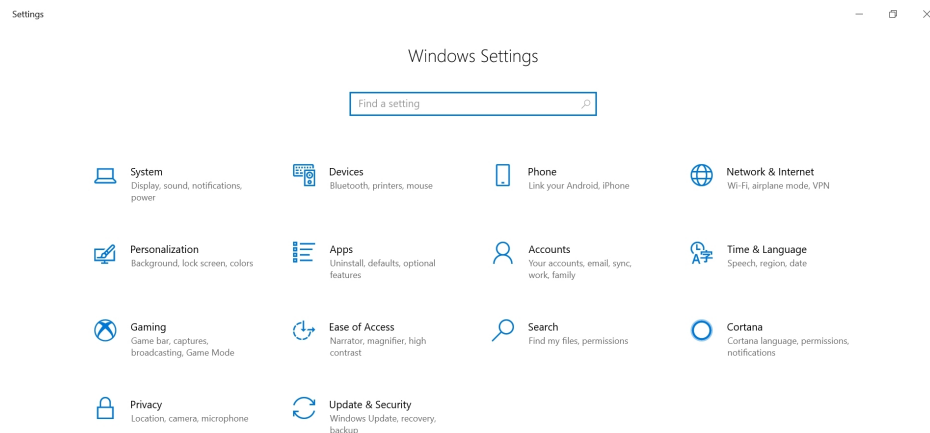 Settings
Windows Settings
Find a setting
System
Display, sound, notifications,
power
Devices
Bluetooth, printers, mouse
Phone
Link your Android, iPhone
Network & Internet
Wi-Fi, airplane mode, VPN
Personalization
Background, lock screen, colors
Apps
Uninstall, defaults, optional
features
Accounts
Your accounts, email, sync,
work, family
Time & Language
Speech, region, date
Gaming
Game bar, captures,
broadcasting, Game Mode
Ease of Access
Narrator, magnifier, high
contrast
Search
Find my files, permissions
Cortana
Cortana language, permissions,
notifications
Privacy
Location, camera, microphone
Update & Security
Windows Update, recovery,
backup